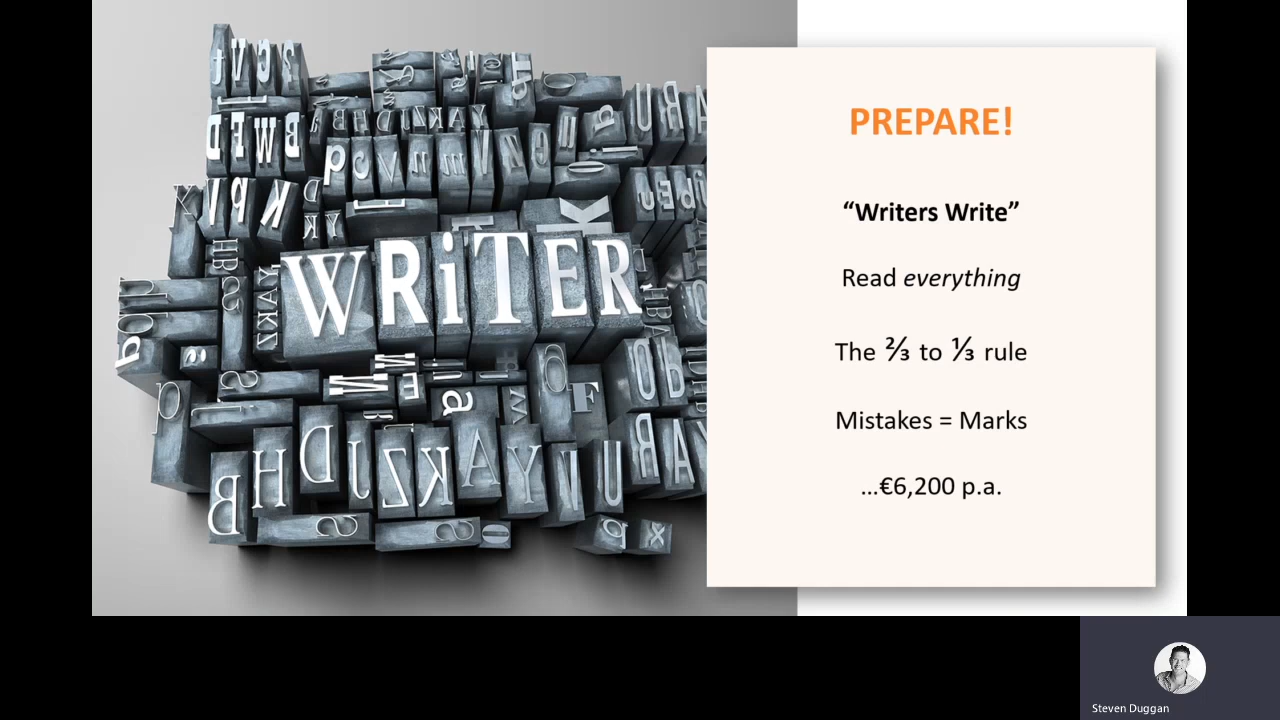 WRiTER
PREPARE!
“Writers Write”
Read everything
The ⅔ to ⅓ rule
Mistakes = Marks
...€6,200 p.a.
Steven Duggan